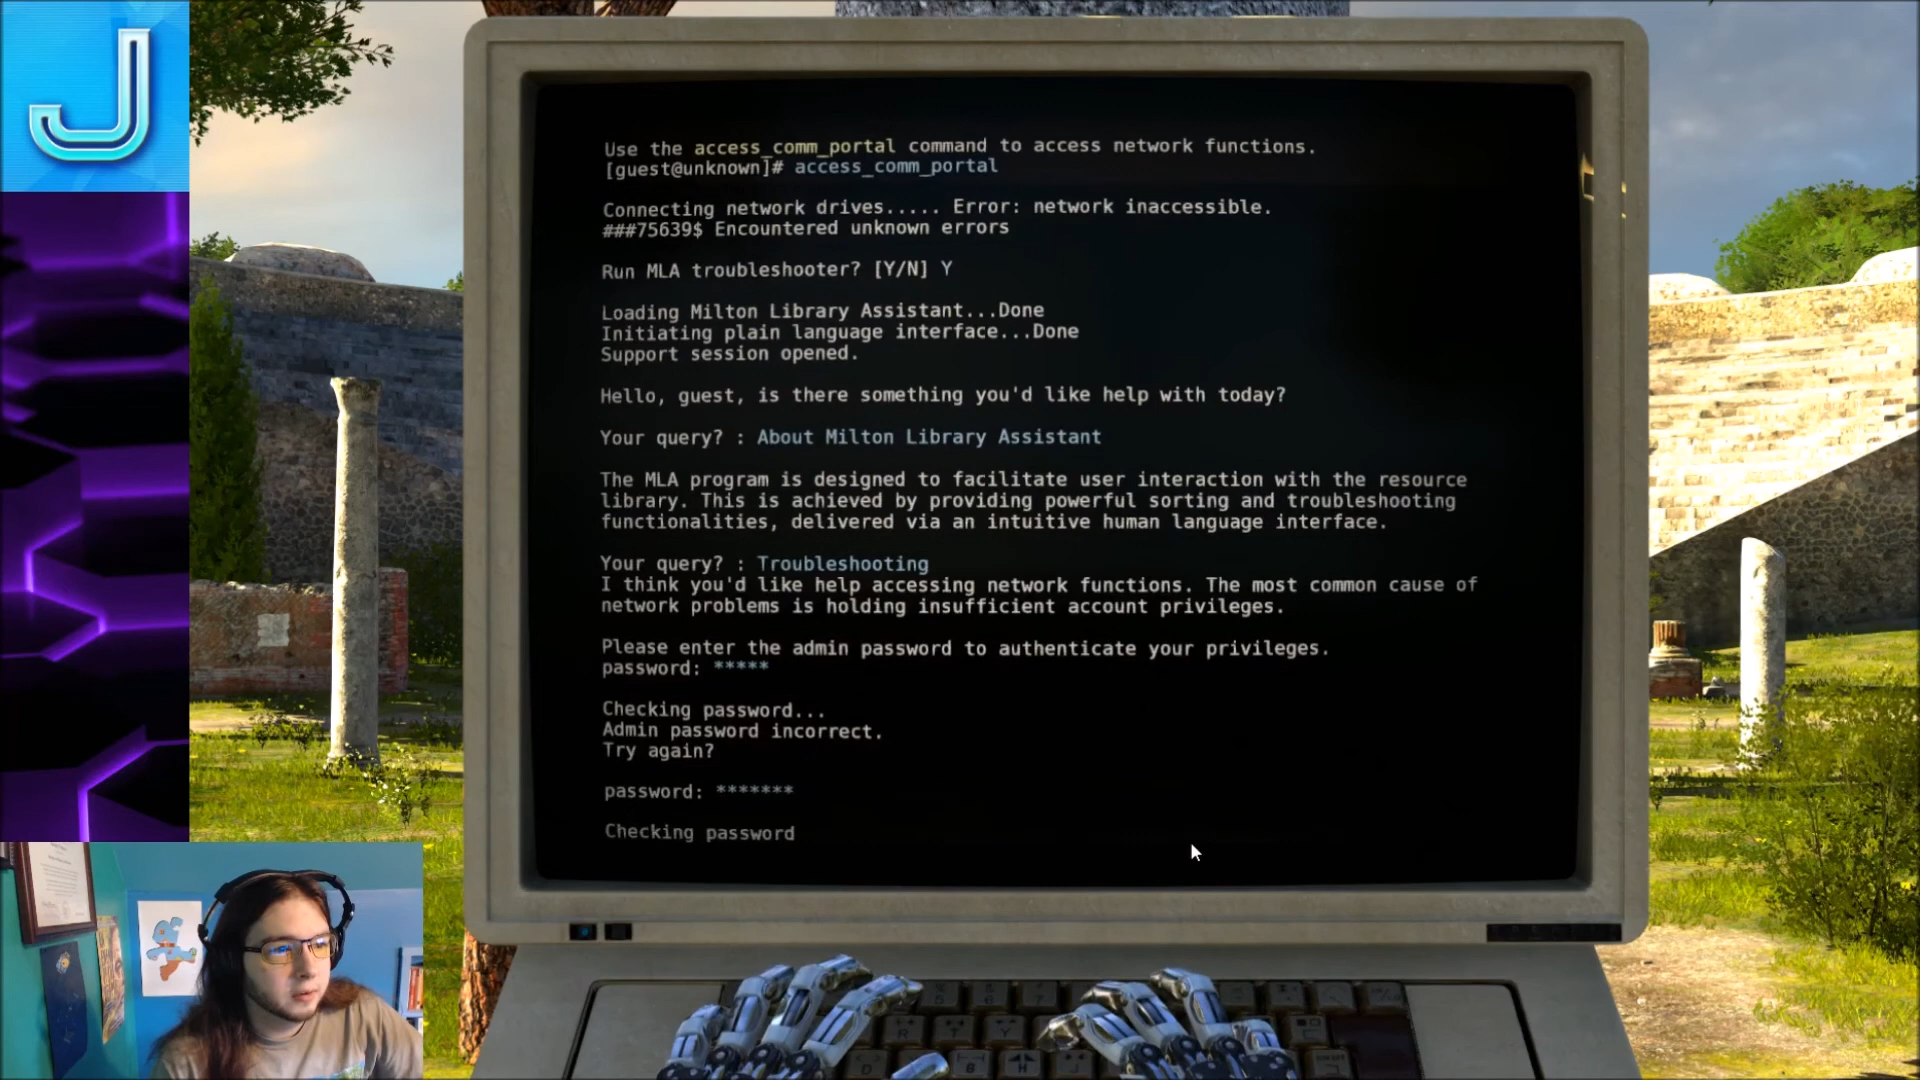 J
Use the access_comm_portal command to access network functions.
[guest@unknown]# access_comm_portal
Connecting network drives..... Error: network inaccessible.
###75639$ Encountered unknown errors
Run MLA troubleshooter? [Y/N] Y
Loading Milton Library Assistant...Done
Initiating plain language interface...Done
Support session opened.
Hello, guest, is there something you'd like help with today?
Your query? : About Milton Library Assistant
The MLA program is designed to facilitate user interaction with the resource
library. This is achieved by providing powerful sorting and troubleshooting
functionalities, delivered via an intuitive human language interface.
Your query? : Troubleshooting
I think you'd like help accessing network functions. The most common cause of
network problems is holding insufficient account privileges.
Please enter the admin password to authenticate your privileges.
password: *****
Checking password...
Admin password incorrect.
Try again?
password: *******
Checking password
5 6 7
R T Y
D G H J